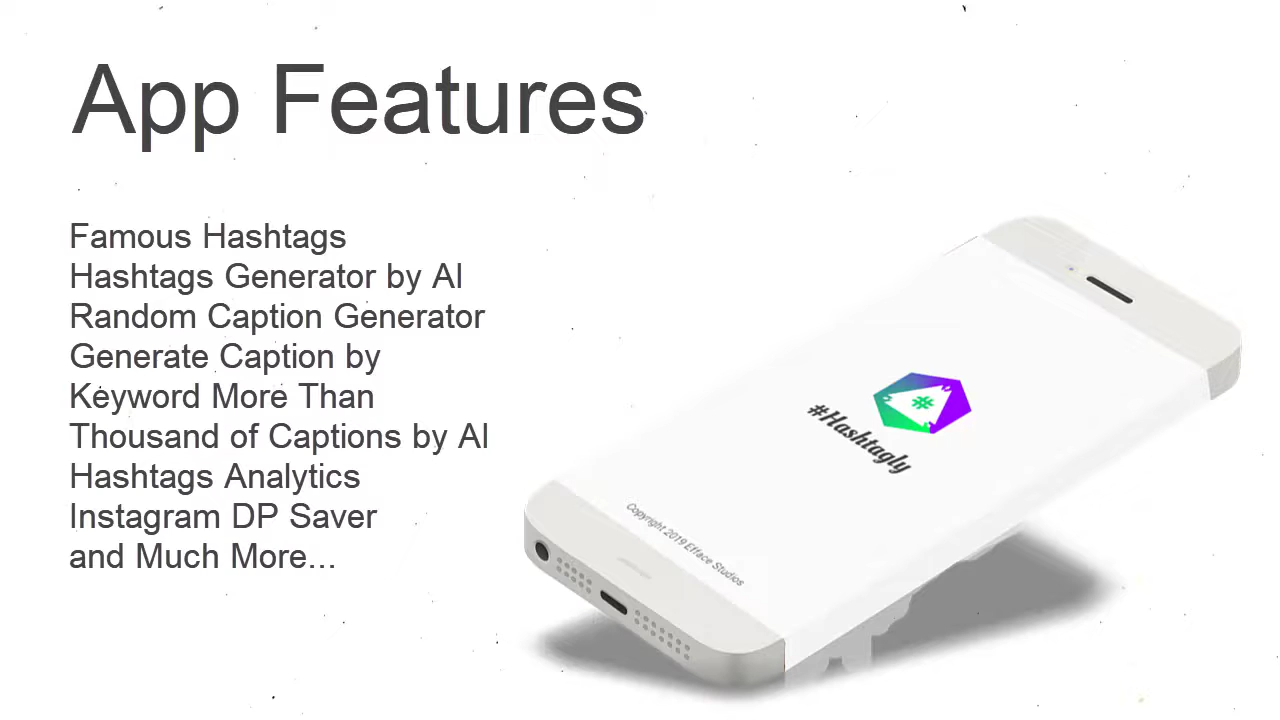 App Features
Famous Hashtags
Hashtags Generator by AI
Random Caption Generator
Generate Caption by
Keyword More Than
Thousand of Captions by AI
Hashtags Analytics
Instagram DP Saver
and Much More...
#
#Hashtagly
Copyright 2019 Efface Studios